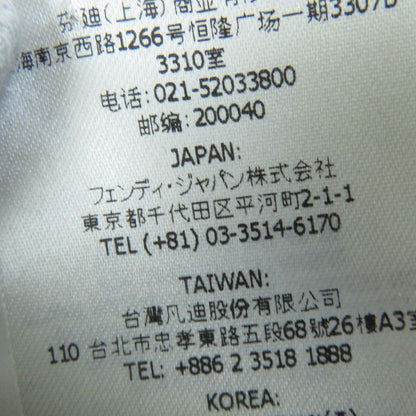 芬迪(上海)商业有
海南京西路1266号恒隆广场一期3307B
3310室
电话:021-52033800
邮编:200040
JAPAN:
フェンディ・ジャパン株式会社
東京都千代田区平河町2-1-1
TEL (+81) 03-3514-6170
TAIWAN:
台灣凡迪股份有限公司
110 台北市忠孝東路五段68號26樓A3室
TEL: +886 2 3518 1888
KOREA: